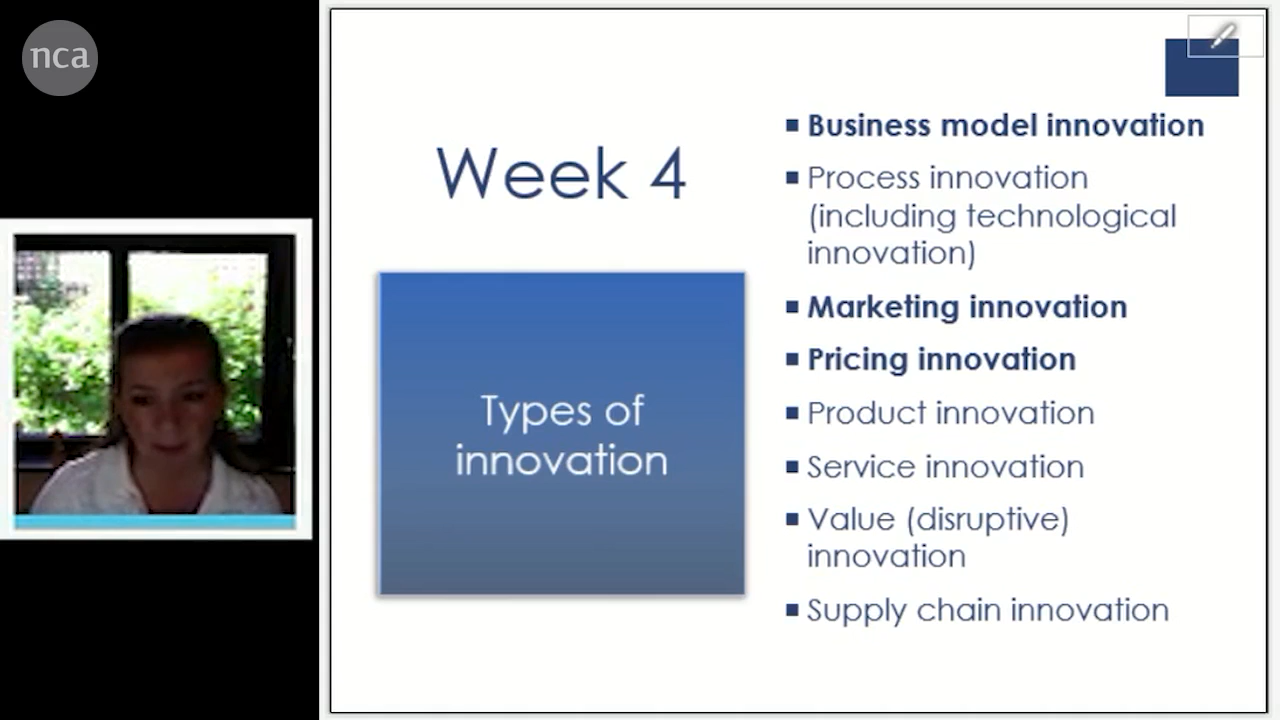 nca
Week 4
Types of
innovation
Business model innovation
Process innovation
(including technological
innovation)
Marketing innovation
Pricing innovation
Product innovation
Service innovation
Value (disruptive)
innovation
Supply chain innovation